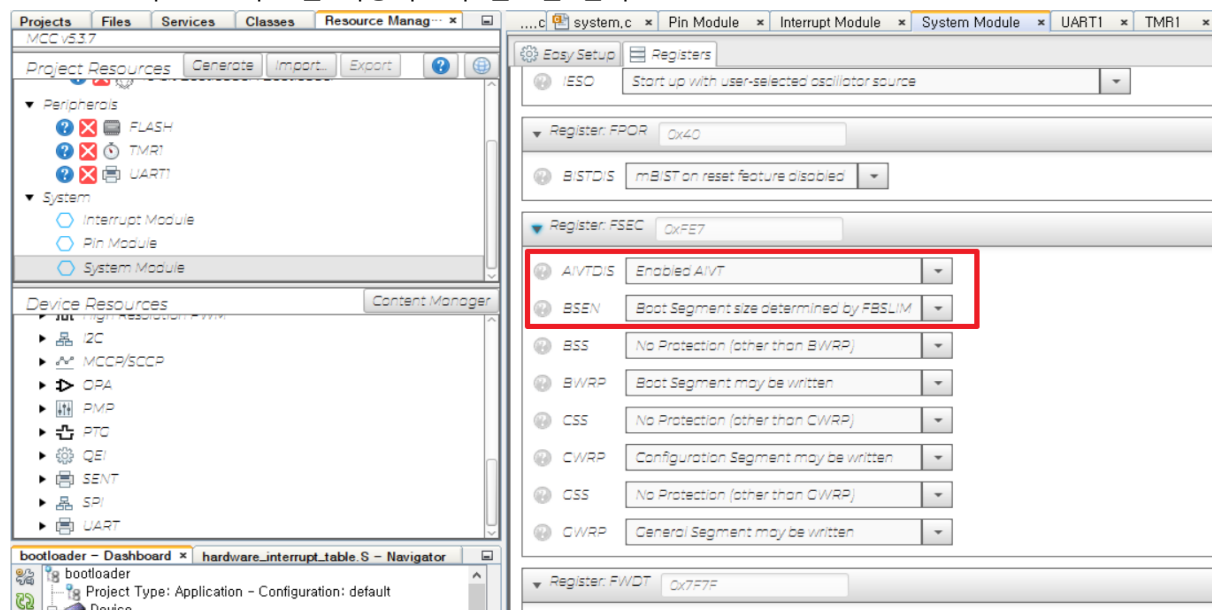 Projects Files Services Classes Resource Manag... ×
MCC v5.3.7
Project Resources Generate Import... Export
Peripherals
FLASH
TMR1
UART1
System
Interrupt Module
Pin Module
System Module
Device Resources Content Manager
High Resolution PWM
I2C
MCCP/SCCP
OPA
PMP
PTG
QEI
SENT
SPI
UART
bootloader - Dashboard × hardware_interrupt_table.S - Navigator
bootloader
Project Type: Application - Configuration: default
Device
....c system.c × Pin Module × Interrupt Module × System Module × UART1 × TMR1 ×
Easy Setup Registers
IESO Start up with user-selected oscillator source
Register: FPOR 0x40
BISTDIS mBIST on reset feature disabled
Register: FSEC 0xFE7
AIVTDIS Enabled AIVT
BSEN Boot Segment size determined by FBSLIM
BSS No Protection (other than BWRP)
BWRP Boot Segment may be written
CSS No Protection (other than CWRP)
CWRP Configuration Segment may be written
GSS No Protection (other than GWRP)
GWRP General Segment may be written
Register: FWDT 0x7F7F